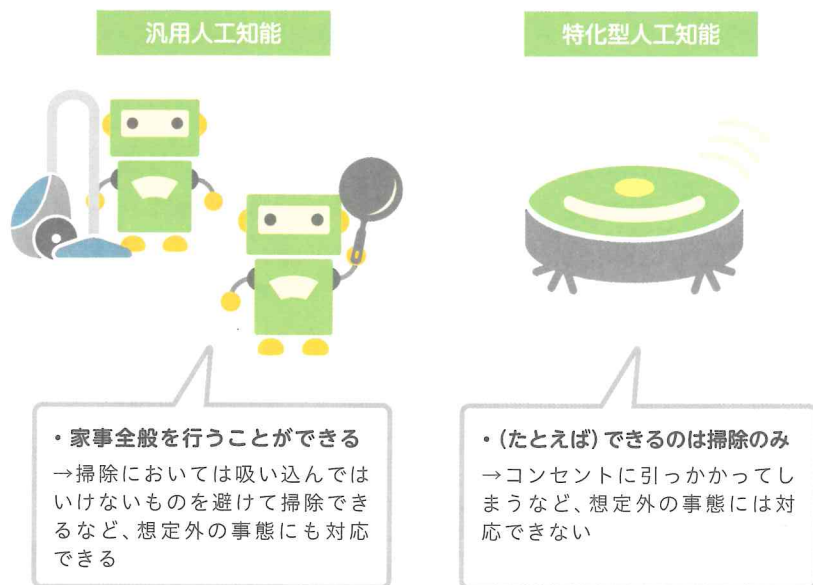 汎用人工知能
特化型人工知能
・家事全般を行うことができる
→掃除においては吸い込んでは
いけないものを避けて掃除でき
るなど、想定外の事態にも対応
できる
・(たとえば)できるのは掃除のみ
→コンセントに引っかかってし
まうなど、想定外の事態には対
応できない